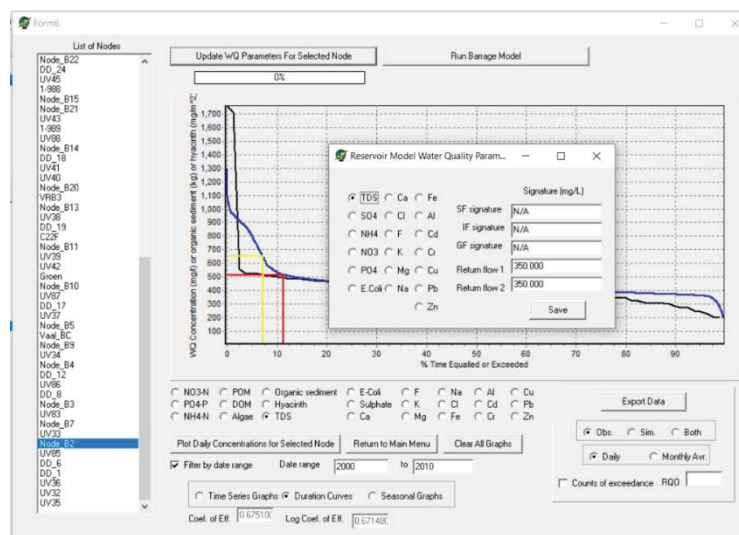 Form6
List of Nodes
Node_B22
DD_24
UV45
1-988
Node_B15
Node_B21
UV43
1-989
UV88
Node_B14
DD_18
UV41
UV40
Node_B20
VRB3
Node_B13
UV38
DD_19
C22F
Node_B11
UV39
UV42
Groen
Node_B10
UV87
DD_17
UV37
Node_B5
Vaal_BC
Node_B9
UV34
Node_B4
DD_12
UV86
DD_8
Node_B3
UV83
Node_B7
UV33
Node_B2
UV85
DD_6
DD_1
UV36
UV32
UV35
Update WQ Parameters For Selected Node
Run Barrage Model
0%
WQ Concentration (mg/l) or organic sediment (kg) or hyacinth (mg/m^2)
1,700
1,600
1,500
1,400
1,300
1,200
1,100
1,000
900
800
700
600
500
400
300
200
100
0 10 20 30 40 50 60 70 80 90
% Time Equalled or Exceeded
Reservoir Model Water Quality Param...
Signature (mg/L)
TDS Ca Fe
SO4 Cl Al
NH4 F Cd
NO3 K Cr
PO4 Mg Cu
E.Coli Na Pb
Zn
SF signature N/A
IF signature N/A
GF signature N/A
Return flow 1 350.000
Return flow 2 350.000
Save
NO3-N POM Organic sediment E-Coli F Na Al Cu
PO4-P DOM Hyacinth Sulphate K Cl Cd Pb
NH4-N Algae TDS Ca Mg Fe Cr Zn
Plot Daily Concentrations for Selected Node
Return to Main Menu
Clear All Graphs
Filter by date range Date range 2000 to 2010
Time Series Graphs Duration Curves Seasonal Graphs
Coef. of Eff. 0.67510 Log Coef. of Eff. 0.67148
Export Data
Obs. Sim. Both
Daily Monthly Avr.
Counts of exceedance RQO